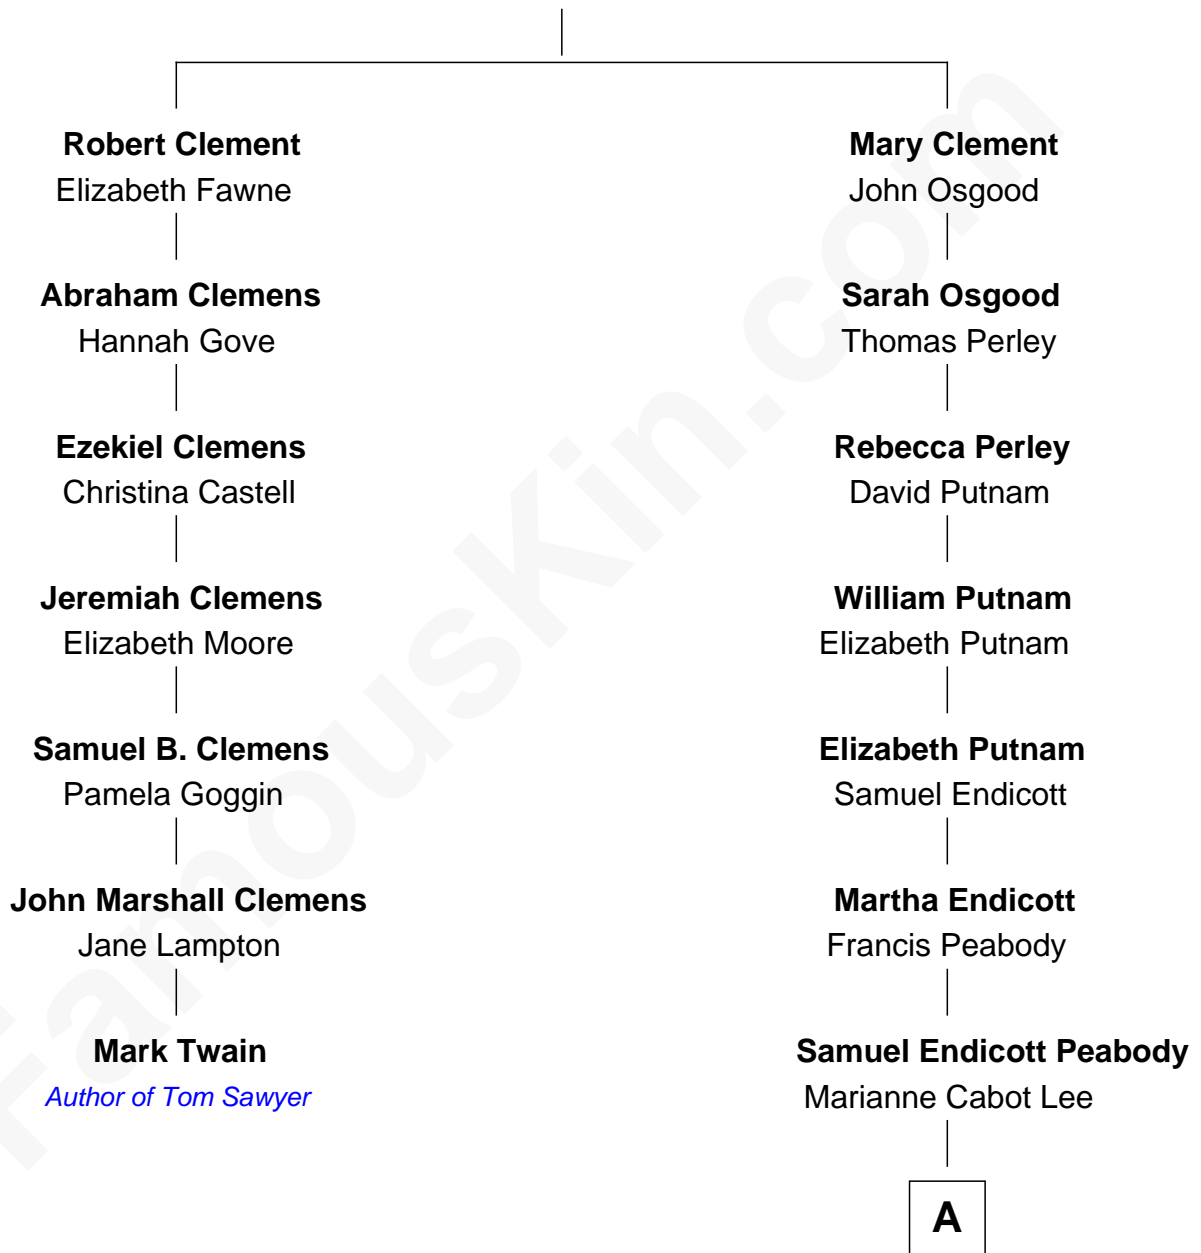 Robert Clement
Elizabeth Fawne
Abraham Clemens
Hannah Gove
Ezekiel Clemens
Christina Castell
Jeremiah Clemens
Elizabeth Moore
Samuel B. Clemens
Pamela Goggin
John Marshall Clemens
Jane Lampton
Mark Twain
Author of Tom Sawyer
Mary Clement
John Osgood
Sarah Osgood
Thomas Perley
Rebecca Perley
David Putnam
William Putnam
Elizabeth Putnam
Elizabeth Putnam
Samuel Endicott
Martha Endicott
Francis Peabody
Samuel Endicott Peabody
Marianne Cabot Lee
A
FamousKin.com